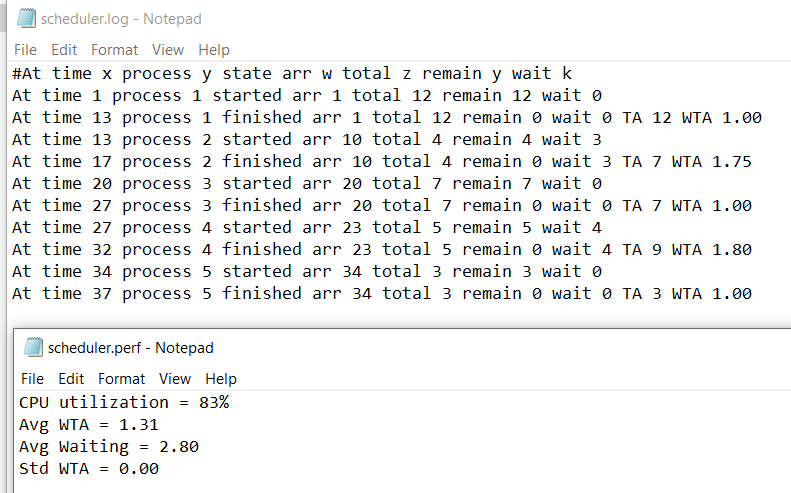 scheduler.log - Notepad
File Edit Format View Help
#At time x process y state arr w total z remain y wait k
At time 1 process 1 started arr 1 total 12 remain 12 wait 0
At time 13 process 1 finished arr 1 total 12 remain 0 wait 0 TA 12 WTA 1.00
At time 13 process 2 started arr 10 total 4 remain 4 wait 3
At time 17 process 2 finished arr 10 total 4 remain 0 wait 3 TA 7 WTA 1.75
At time 20 process 3 started arr 20 total 7 remain 7 wait 0
At time 27 process 3 finished arr 20 total 7 remain 0 wait 0 TA 7 WTA 1.00
At time 27 process 4 started arr 23 total 5 remain 5 wait 4
At time 32 process 4 finished arr 23 total 5 remain 0 wait 4 TA 9 WTA 1.80
At time 34 process 5 started arr 34 total 3 remain 3 wait 0
At time 37 process 5 finished arr 34 total 3 remain 0 wait 0 TA 3 WTA 1.00
scheduler.perf - Notepad
File Edit Format View Help
CPU utilization = 83%
Avg WTA = 1.31
Avg Waiting = 2.80
Std WTA = 0.00